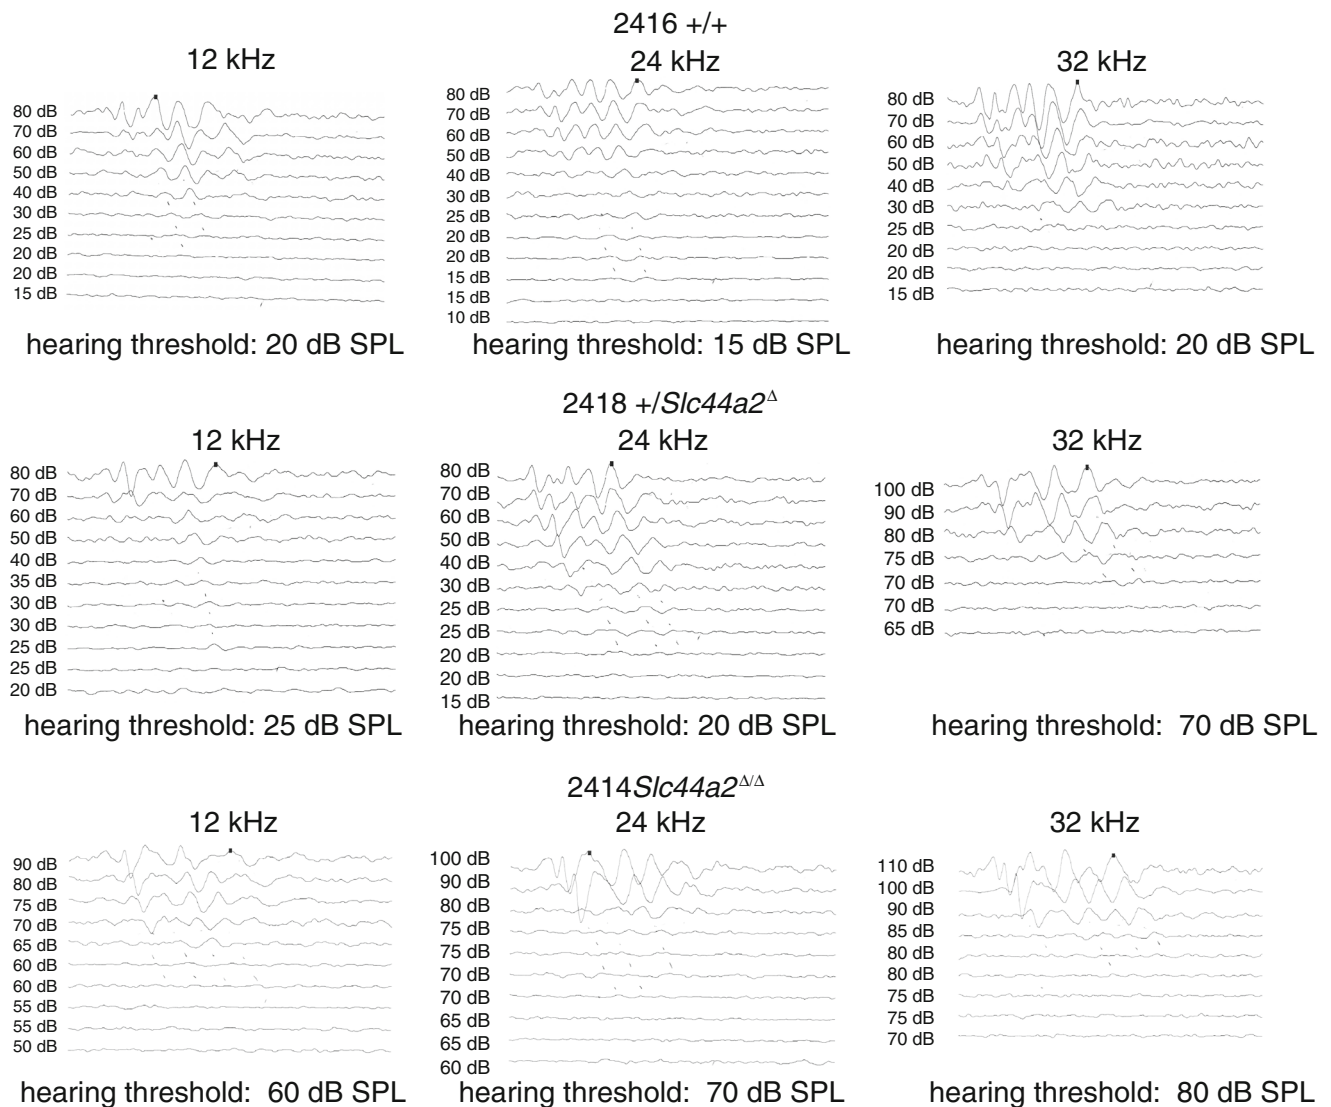 2416 +/+
12 kHz
80 dB
70 dB
60 dB
50 dB
40 dB
30 dB
25 dB
20 dB
20 dB
15 dB
hearing threshold: 20 dB SPL
24 kHz
80 dB
70 dB
60 dB
50 dB
40 dB
30 dB
25 dB
20 dB
20 dB
15 dB
15 dB
10 dB
hearing threshold: 15 dB SPL
32 kHz
80 dB
70 dB
60 dB
50 dB
40 dB
30 dB
25 dB
20 dB
20 dB
15 dB
hearing threshold: 20 dB SPL
2418 +/Slc44a2Δ
12 kHz
80 dB
70 dB
60 dB
50 dB
40 dB
35 dB
30 dB
30 dB
25 dB
25 dB
20 dB
hearing threshold: 25 dB SPL
24 kHz
80 dB
70 dB
60 dB
50 dB
40 dB
30 dB
25 dB
25 dB
20 dB
20 dB
15 dB
hearing threshold: 20 dB SPL
32 kHz
100 dB
90 dB
80 dB
75 dB
70 dB
70 dB
65 dB
hearing threshold: 70 dB SPL
2414Slc44a2Δ/Δ
12 kHz
90 dB
80 dB
75 dB
70 dB
65 dB
60 dB
60 dB
55 dB
55 dB
50 dB
hearing threshold: 60 dB SPL
24 kHz
100 dB
90 dB
80 dB
75 dB
75 dB
70 dB
70 dB
65 dB
65 dB
60 dB
hearing threshold: 70 dB SPL
32 kHz
110 dB
100 dB
90 dB
85 dB
80 dB
80 dB
75 dB
75 dB
70 dB
hearing threshold: 80 dB SPL